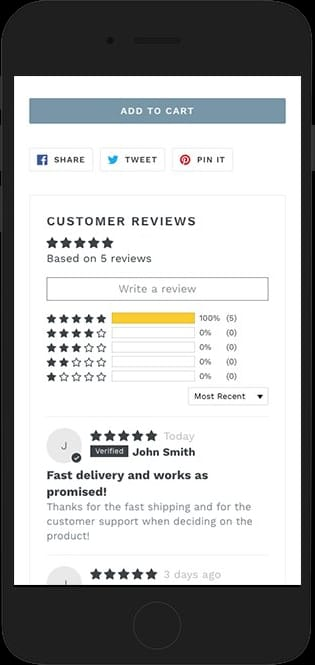 ADD TO CART
SHARE TWEET PIN IT
CUSTOMER REVIEWS
Based on 5 reviews
Write a review
100% (5)
0% (0)
0% (0)
0% (0)
0% (0)
Most Recent
J Today
Verified John Smith
Fast delivery and works as
promised!
Thanks for the fast shipping and for the
customer support when deciding on the
product!
J 3 days ago